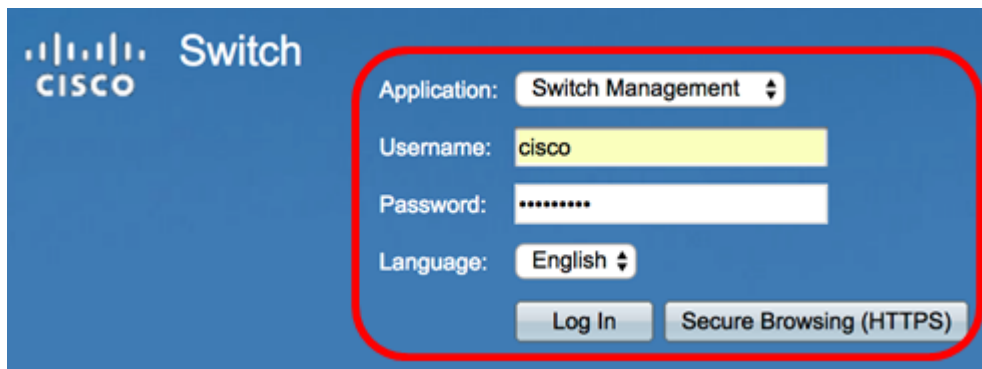 CISCO
Switch
Application: Switch Management
Username: cisco
Password: •••••••••
Language: English
Log In Secure Browsing (HTTPS)